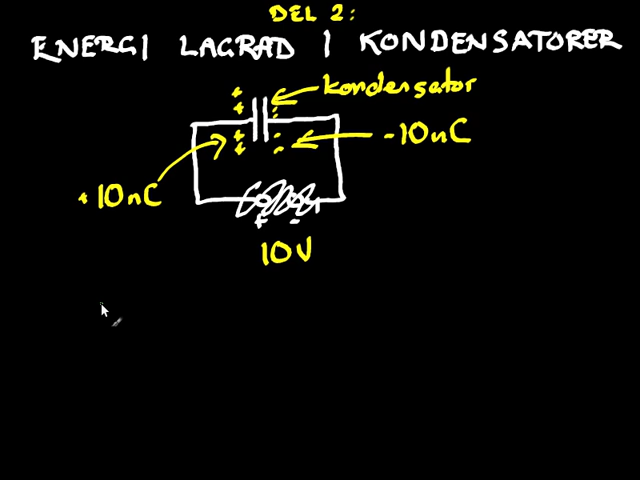 DEL 2:
ENERGI LAGRAD I KONDENSATORER
kondensator
-10nC
+10nC
+ -
10V